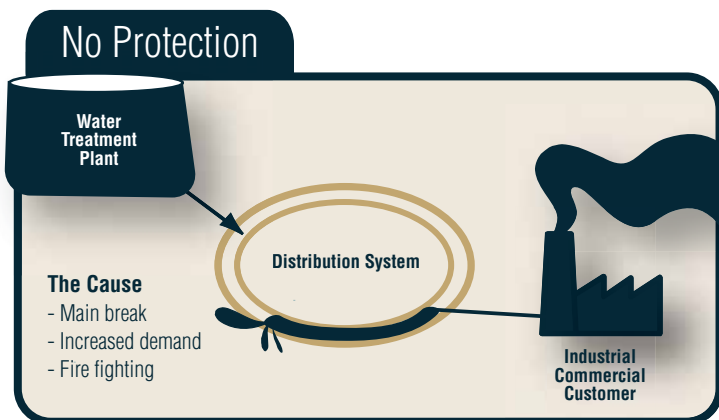 No Protection
Water
Treatment
Plant
Distribution System
The Cause
- Main break
- Increased demand
- Fire fighting
Industrial
Commercial
Customer